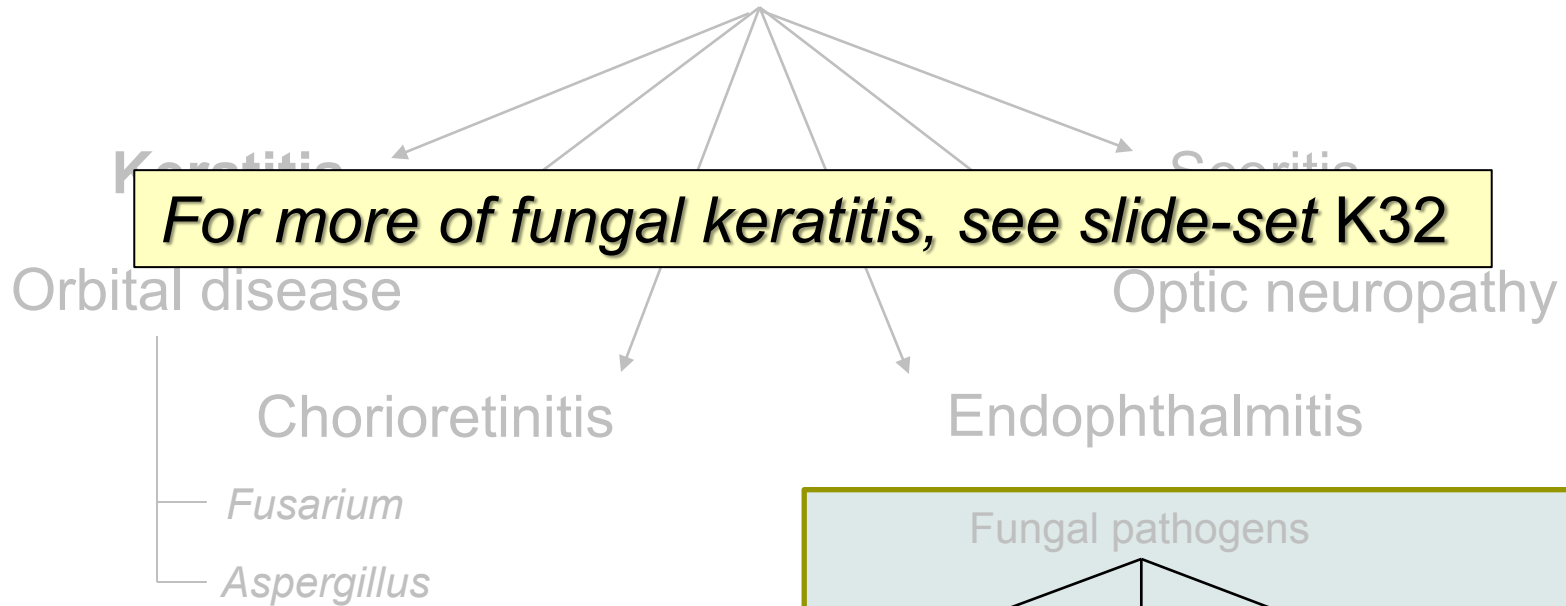 Keratitis
For more of fungal keratitis, see slide-set K32
Orbital disease
Optic neuropathy
Chorioretinitis
Endophthalmitis
Fusarium
Aspergillus
Fungal pathogens